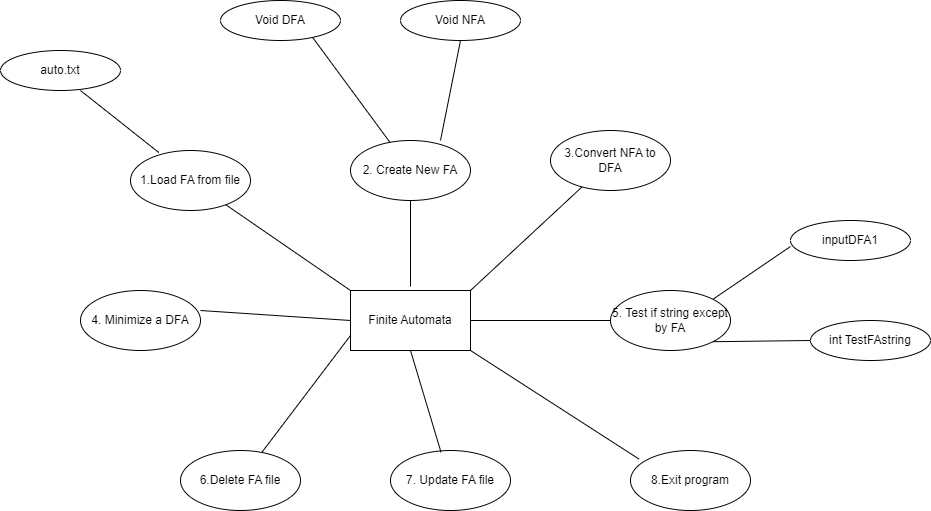 Void DFA
Void NFA
auto.txt
3.Convert NFA to
DFA
2. Create New FA
1.Load FA from file
inputDFA1
5. Test if string except
by FA
4. Minimize a DFA
Finite Automata
int TestFAstring
6.Delete FA file
7. Update FA file
8.Exit program